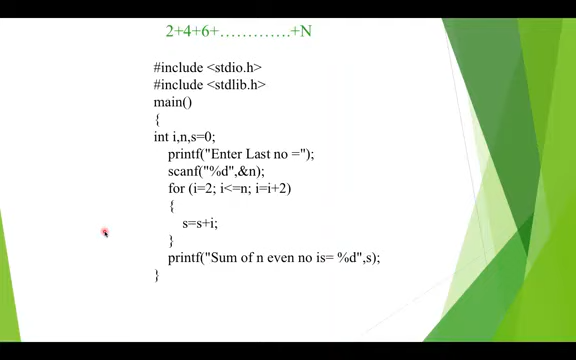 2+4+6+………….+N
#include <stdio.h>
#include <stdlib.h>
main()
{
int i,n,s=0;
printf("Enter Last no =");
scanf("%d",&n);
for (i=2; i<=n; i=i+2)
{
s=s+i;
}
printf("Sum of n even no is= %d",s);
}